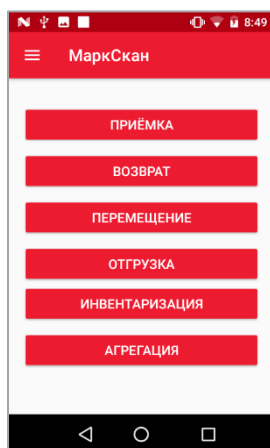 8:49
МаркСкан
ПРИЁМКА
ВОЗВРАТ
ПЕРЕМЕЩЕНИЕ
ОТГРУЗКА
ИНВЕНТАРИЗАЦИЯ
АГРЕГАЦИЯ